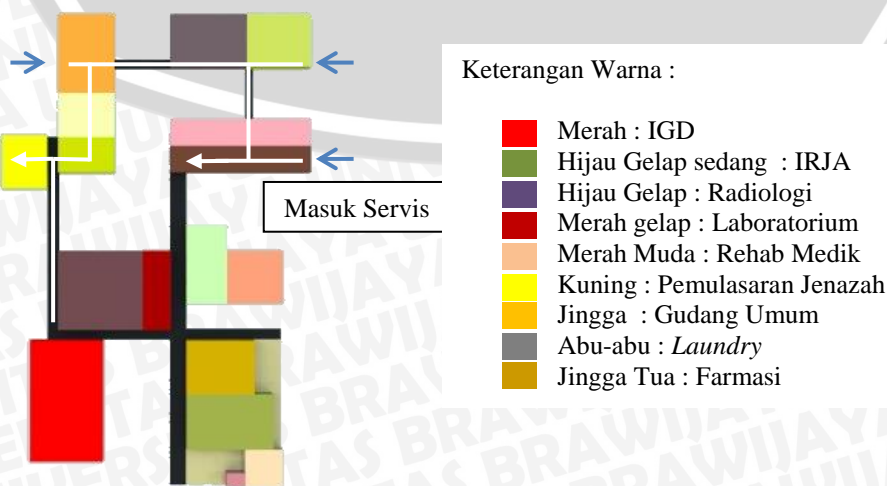 Keterangan Warna :
Merah : IGD
Hijau Gelap sedang : IRJA
Hijau Gelap : Radiologi
Merah gelap : Laboratorium
Merah Muda : Rehab Medik
Kuning : Pemulasaran Jenazah
Jingga : Gudang Umum
Abu-abu : Laundry
Jingga Tua : Farmasi
Masuk Servis